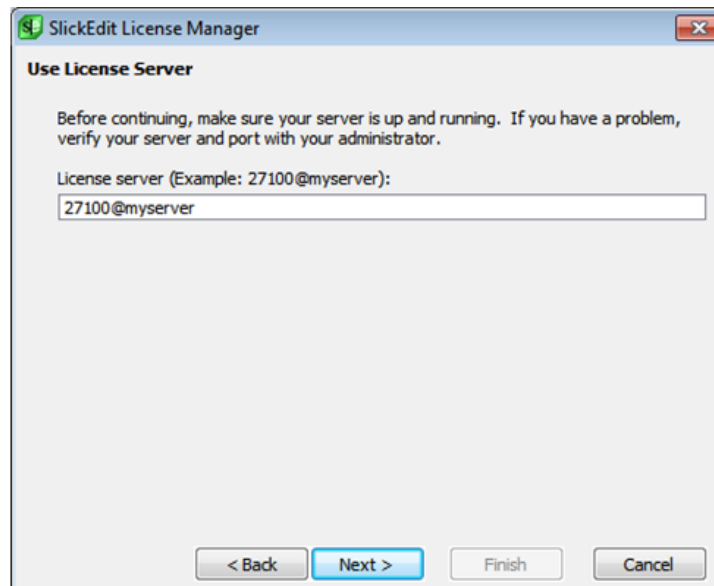 SlickEdit License Manager
Use License Server
Before continuing, make sure your server is up and running. If you have a problem,
verify your server and port with your administrator.
License server (Example: 27100@myserver):
27100@myserver
< Back Next > Finish Cancel